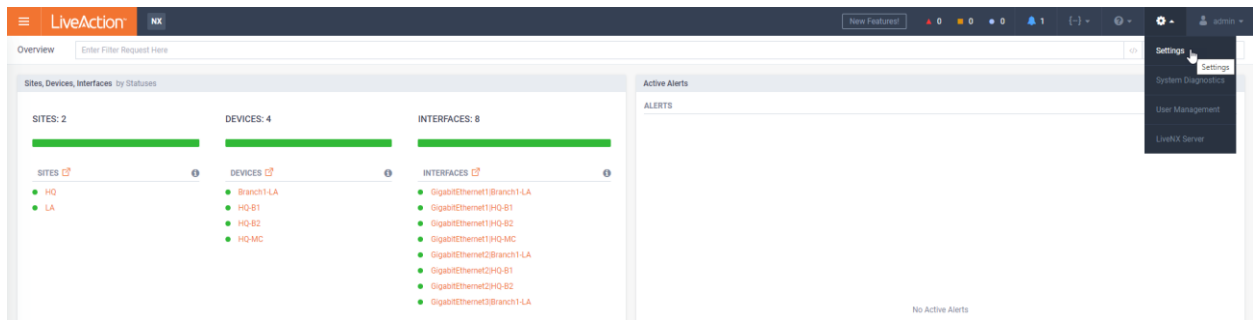 LiveAction NX New Features! 0 0 0 1 {--} admin
Overview Enter Filter Request Here </> Settings
Settings
System Diagnostics
User Management
LiveNX Server
Sites, Devices, Interfaces by Statuses
SITES: 2 DEVICES: 4 INTERFACES: 8
SITES DEVICES INTERFACES
HQ Branch1-LA GigabitEthernet1|Branch1-LA
LA HQ-B1 GigabitEthernet1|HQ-B1
HQ-B2 GigabitEthernet1|HQ-B2
HQ-MC GigabitEthernet1|HQ-MC
GigabitEthernet2|Branch1-LA
GigabitEthernet2|HQ-B1
GigabitEthernet2|HQ-B2
GigabitEthernet3|Branch1-LA
Active Alerts
ALERTS
No Active Alerts